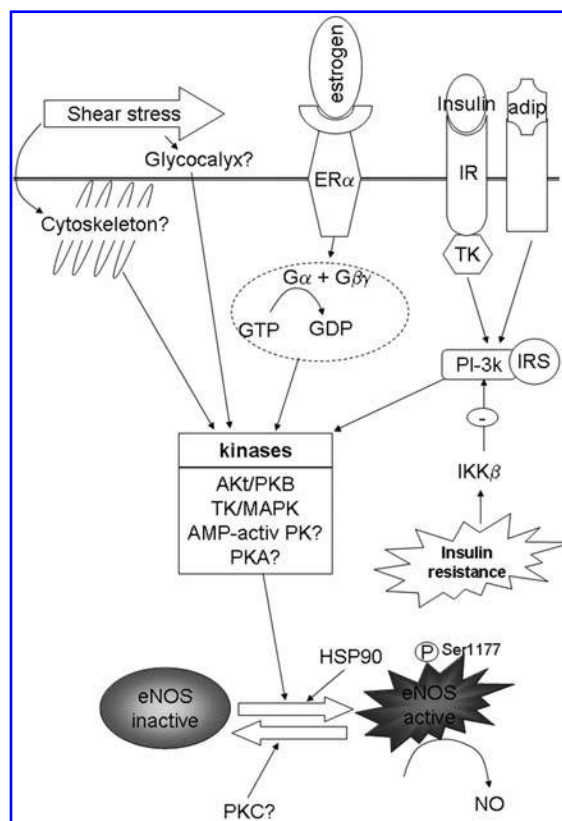 estrogen
Insulin
adip
Shear stress
Glycocalyx?
ERα
IR
Cytoskeleton?
TK
Gα + Gβγ
GTP
GDP
PI-3k
IRS
-
kinases
IKKβ
AKt/PKB
TK/MAPK
AMP-activ PK?
PKA?
Insulin
resistance
HSP90
P
Ser1177
eNOS
inactive
eNOS
active
PKC?
NO